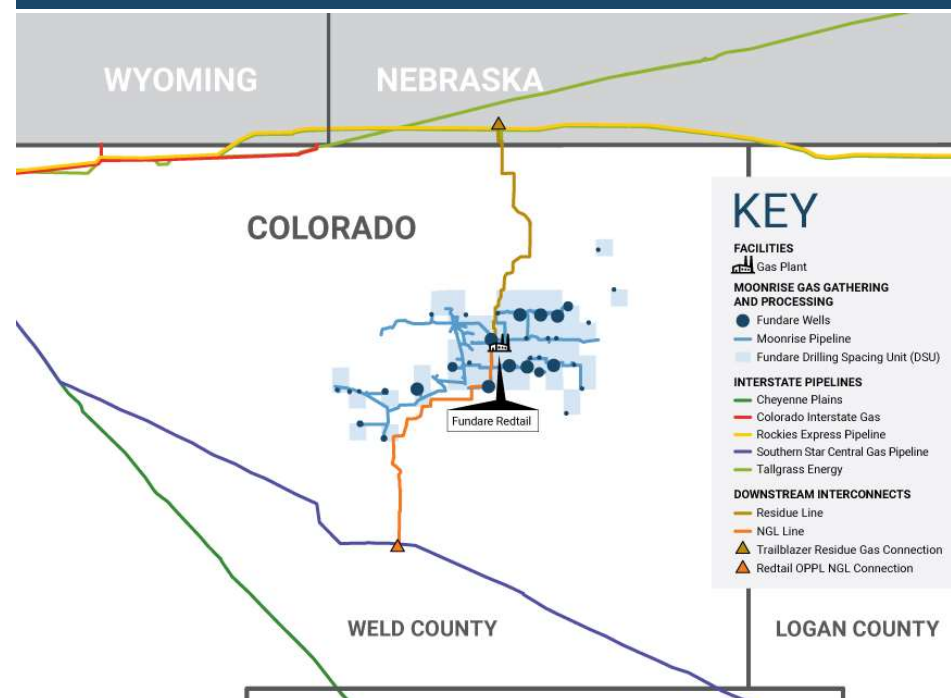 WYOMING
NEBRASKA
COLORADO
Fundare Redtail
WELD COUNTY
LOGAN COUNTY
KEY
FACILITIES
Gas Plant
MOONRISE GAS GATHERING
AND PROCESSING
Fundare Wells
Moonrise Pipeline
Fundare Drilling Spacing Unit (DSU)
INTERSTATE PIPELINES
Cheyenne Plains
Colorado Interstate Gas
Rockies Express Pipeline
Southern Star Central Gas Pipeline
Tallgrass Energy
DOWNSTREAM INTERCONNECTS
Residue Line
NGL Line
Trailblazer Residue Gas Connection
Redtail OPPL NGL Connection